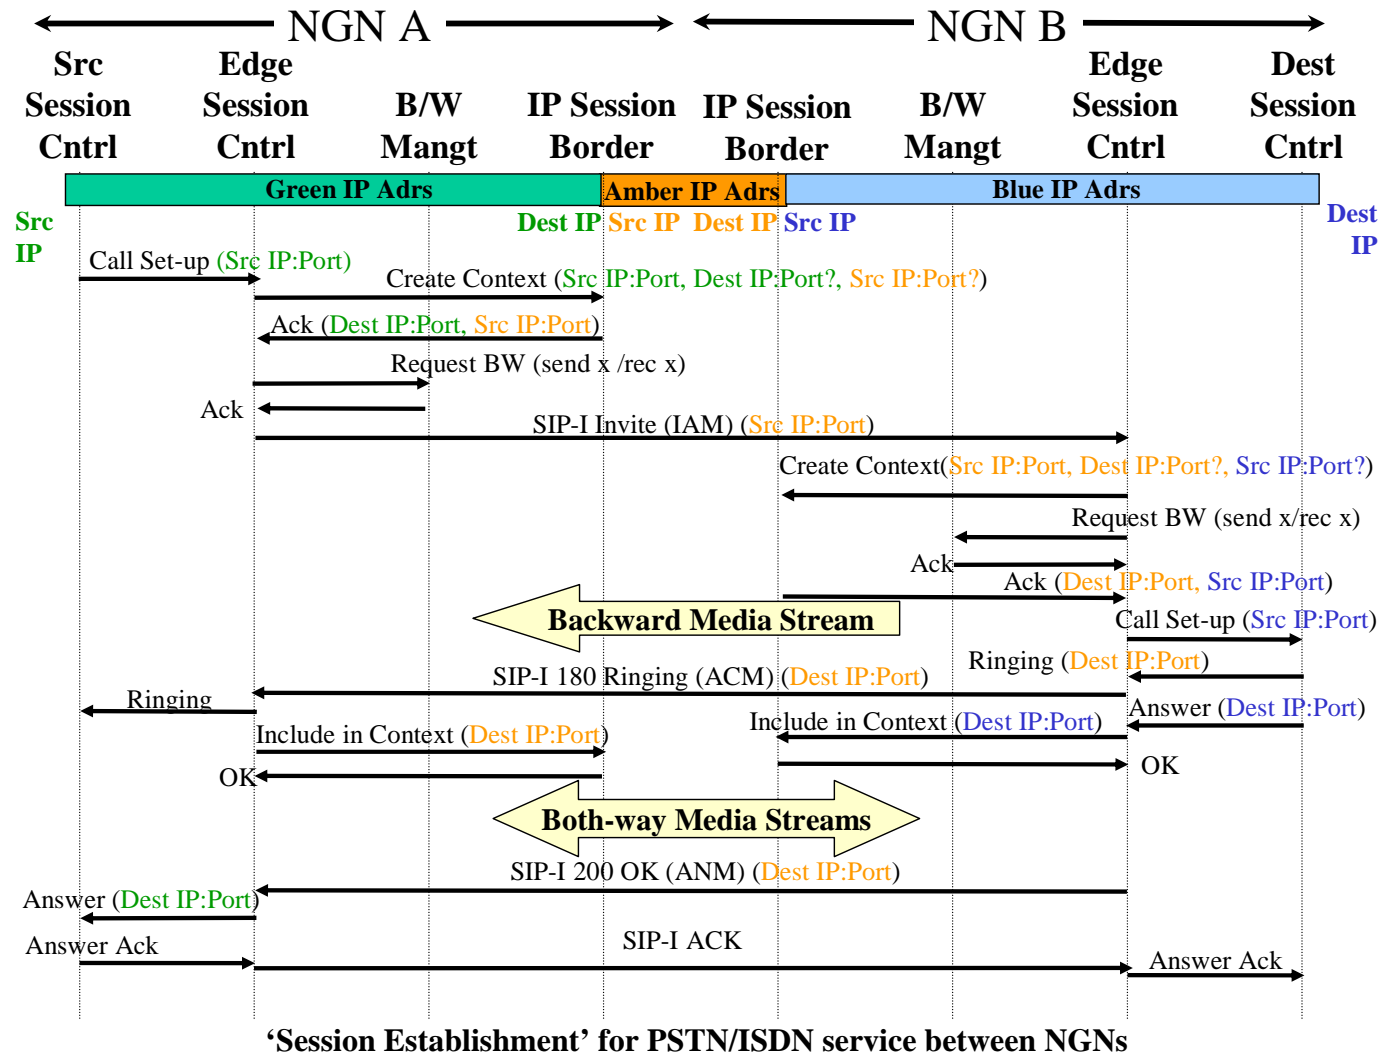 NGN A
NGN B
Src
Session
Cntrl
Edge
Session
Cntrl
B/W
Mangt
IP Session
Border
IP Session
Border
B/W
Mangt
Edge
Session
Cntrl
Dest
Session
Cntrl
Green IP Adrs
Amber IP Adrs
Blue IP Adrs
Src
IP
Dest IP
Src IP
Dest IP
Src IP
Dest
IP
Call Set-up (Src IP:Port)
Create Context (Src IP:Port, Dest IP:Port?, Src IP:Port?)
Ack (Dest IP:Port, Src IP:Port)
Request BW (send x /rec x)
Ack
SIP-I Invite (IAM) (Src IP:Port)
Create Context(Src IP:Port, Dest IP:Port?, Src IP:Port?)
Request BW (send x/rec x)
Ack
Ack (Dest IP:Port, Src IP:Port)
Backward Media Stream
Call Set-up (Src IP:Port)
Ringing (Dest IP:Port)
SIP-I 180 Ringing (ACM) (Dest IP:Port)
Ringing
Answer (Dest IP:Port)
Include in Context (Dest IP:Port)
Include in Context (Dest IP:Port)
OK
OK
Both-way Media Streams
SIP-I 200 OK (ANM) (Dest IP:Port)
Answer (Dest IP:Port)
Answer Ack
SIP-I ACK
Answer Ack
‘Session Establishment’ for PSTN/ISDN service between NGNs